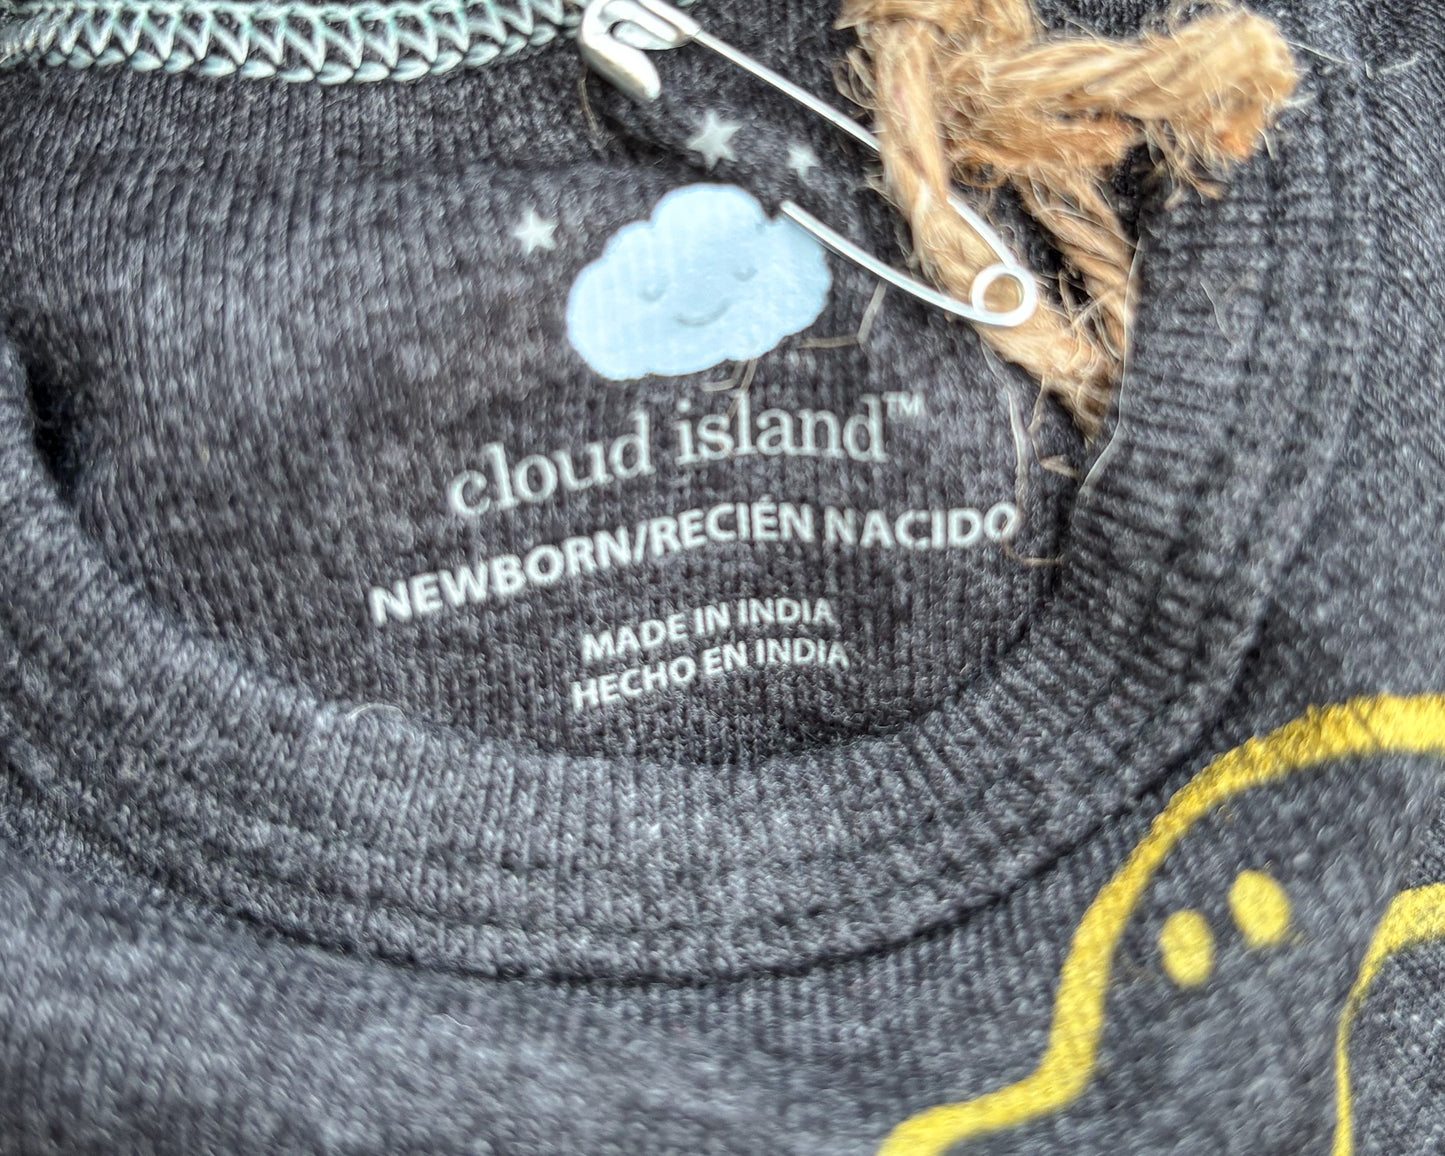 cloud island™
NEWBORN/RECIÉN NACIDO
MADE IN INDIA
HECHO EN INDIA